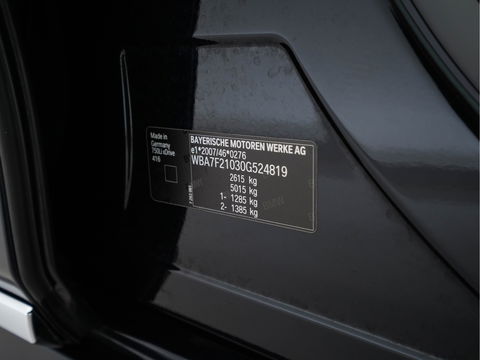 Made in
Germany
750Li xDrive
416
BAYERISCHE MOTOREN WERKE AG
e1*2007/46*0276
WBA7F21030G524819
2615 kg
5015 kg
1- 1285 kg
2- 1385 kg